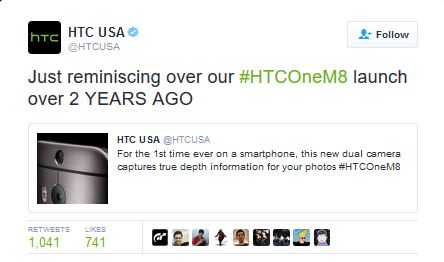 hTC
HTC USA
@HTCUSA
Follow
Just reminiscing over our #HTCOneM8 launch
over 2 YEARS AGO
HTC USA @HTCUSA
For the 1st time ever on a smartphone, this new dual camera
captures true depth information for your photos #HTCOneM8
RETWEETS LIKES
1,041 741